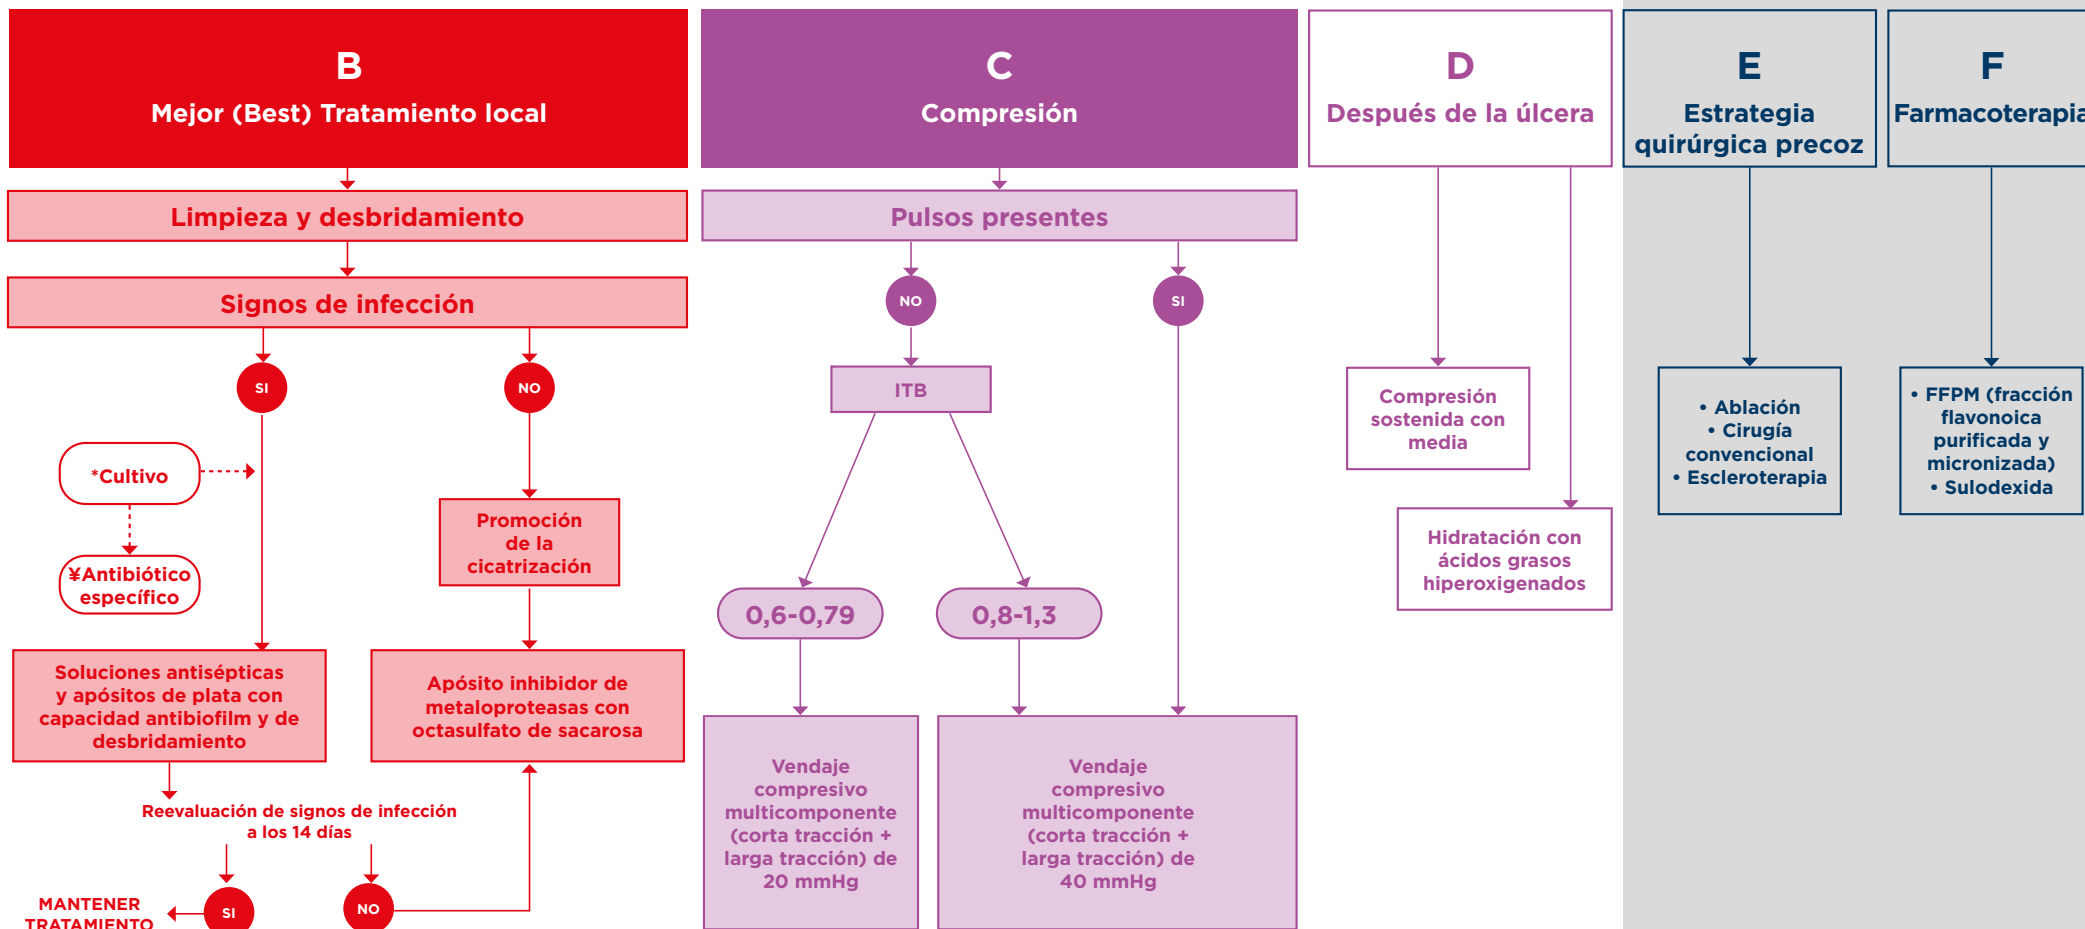 B
Mejor (Best) Tratamiento local
Limpieza y desbridamiento
Signos de infección
SI
NO
*Cultivo
¥Antibiótico
específico
Promoción
de la
cicatrización
Soluciones antisépticas
y apósitos de plata con
capacidad antibiofilm y de
desbridamiento
Apósito inhibidor de
metaloproteasas con
octasulfato de sacarosa
Reevaluación de signos de infección
a los 14 días
MANTENER
TRATAMIENTO
SI
NO
C
Compresión
Pulsos presentes
NO
SI
ITB
0,6-0,79
0,8-1,3
Vendaje
compresivo
multicomponente
(corta tracción +
larga tracción) de
20 mmHg
Vendaje
compresivo
multicomponente
(corta tracción +
larga tracción) de
40 mmHg
D
Después de la úlcera
Compresión
sostenida con
media
Hidratación con
ácidos grasos
hiperoxigenados
E
Estrategia
quirúrgica precoz
• Ablación
• Cirugía
convencional
• Escleroterapia
F
Farmacoterapia
• FFPM (fracción
flavonoica
purificada y
micronizada)
• Sulodexida